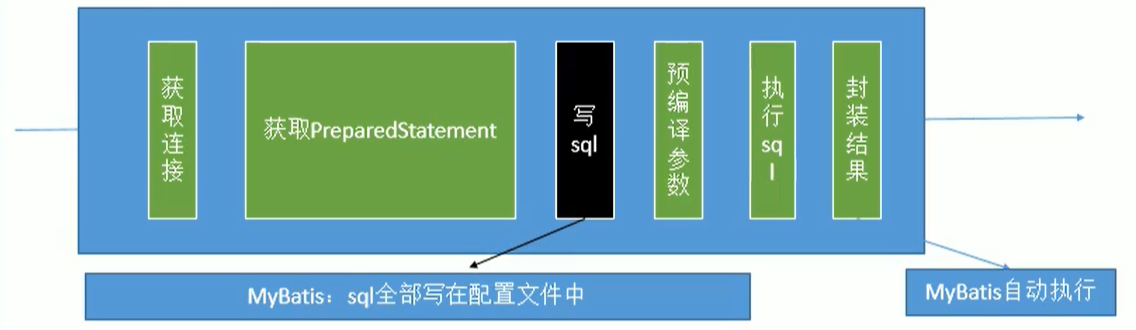 获取连接
获取PreparedStatement
写
sql
预编译参数
执行
sq
l
封装结果
MyBatis：sql全部写在配置文件中
MyBatis自动执行